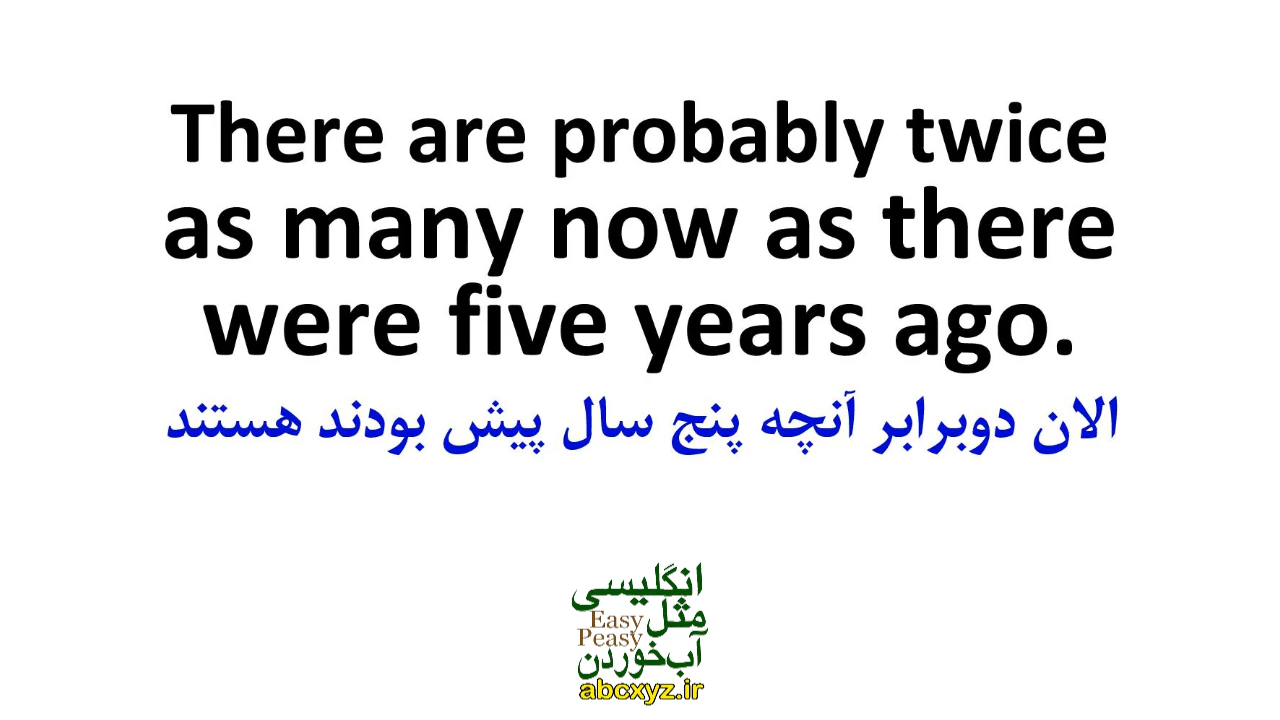 There are probably twice
as many now as there
were five years ago.
الان دوبرابر آنچه پنج سال پیش بودند هستند
انگلیسی
مثل
Easy
Peasy
آب‌خوردن
abcxyz.ir